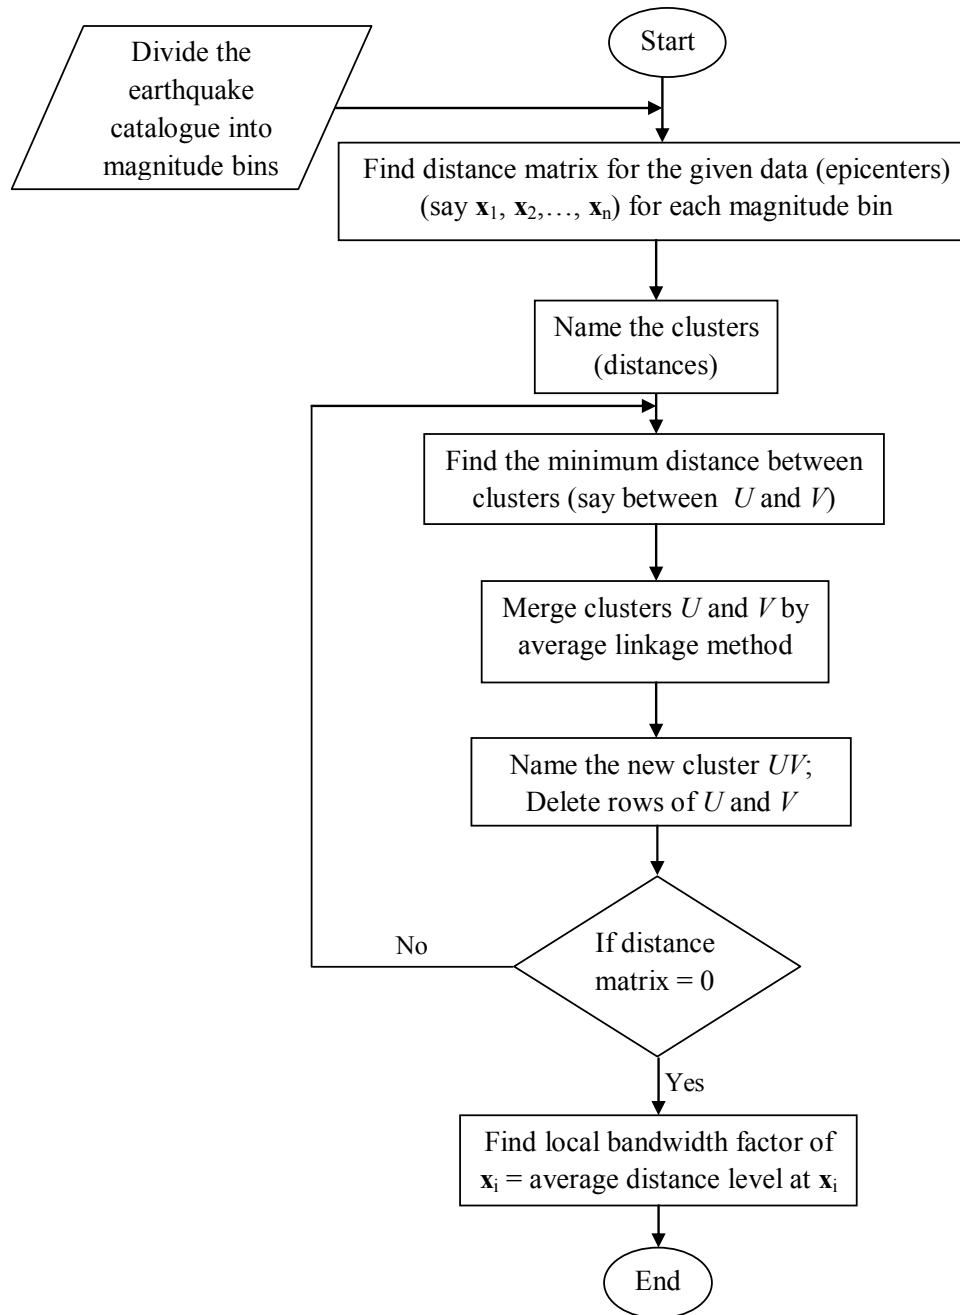 Start
Divide the
earthquake
catalogue into
magnitude bins
Find distance matrix for the given data (epicenters)
(say x₁, x₂,…, xₙ) for each magnitude bin
Name the clusters
(distances)
Find the minimum distance between
clusters (say between U and V)
Merge clusters U and V by
average linkage method
Name the new cluster UV;
Delete rows of U and V
No
If distance
matrix = 0
Yes
Find local bandwidth factor of
xᵢ = average distance level at xᵢ
End